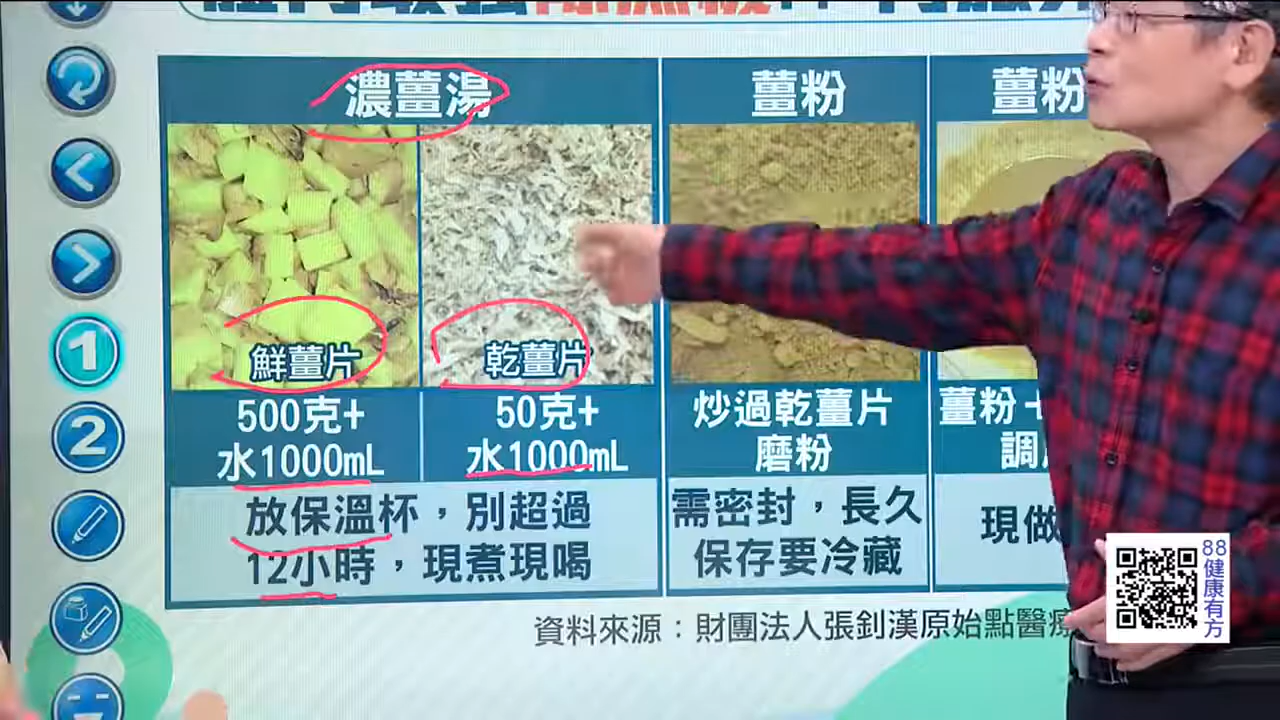 濃薑湯
薑粉
薑粉
鮮薑片
乾薑片
500克+
水1000mL
50克+
水1000mL
炒過乾薑片
磨粉
薑粉+
調
放保溫杯，別超過
12小時，現煮現喝
需密封，長久
保存要冷藏
現做
資料來源：財團法人張釗漢原始點醫療
1
2
88
健康有方